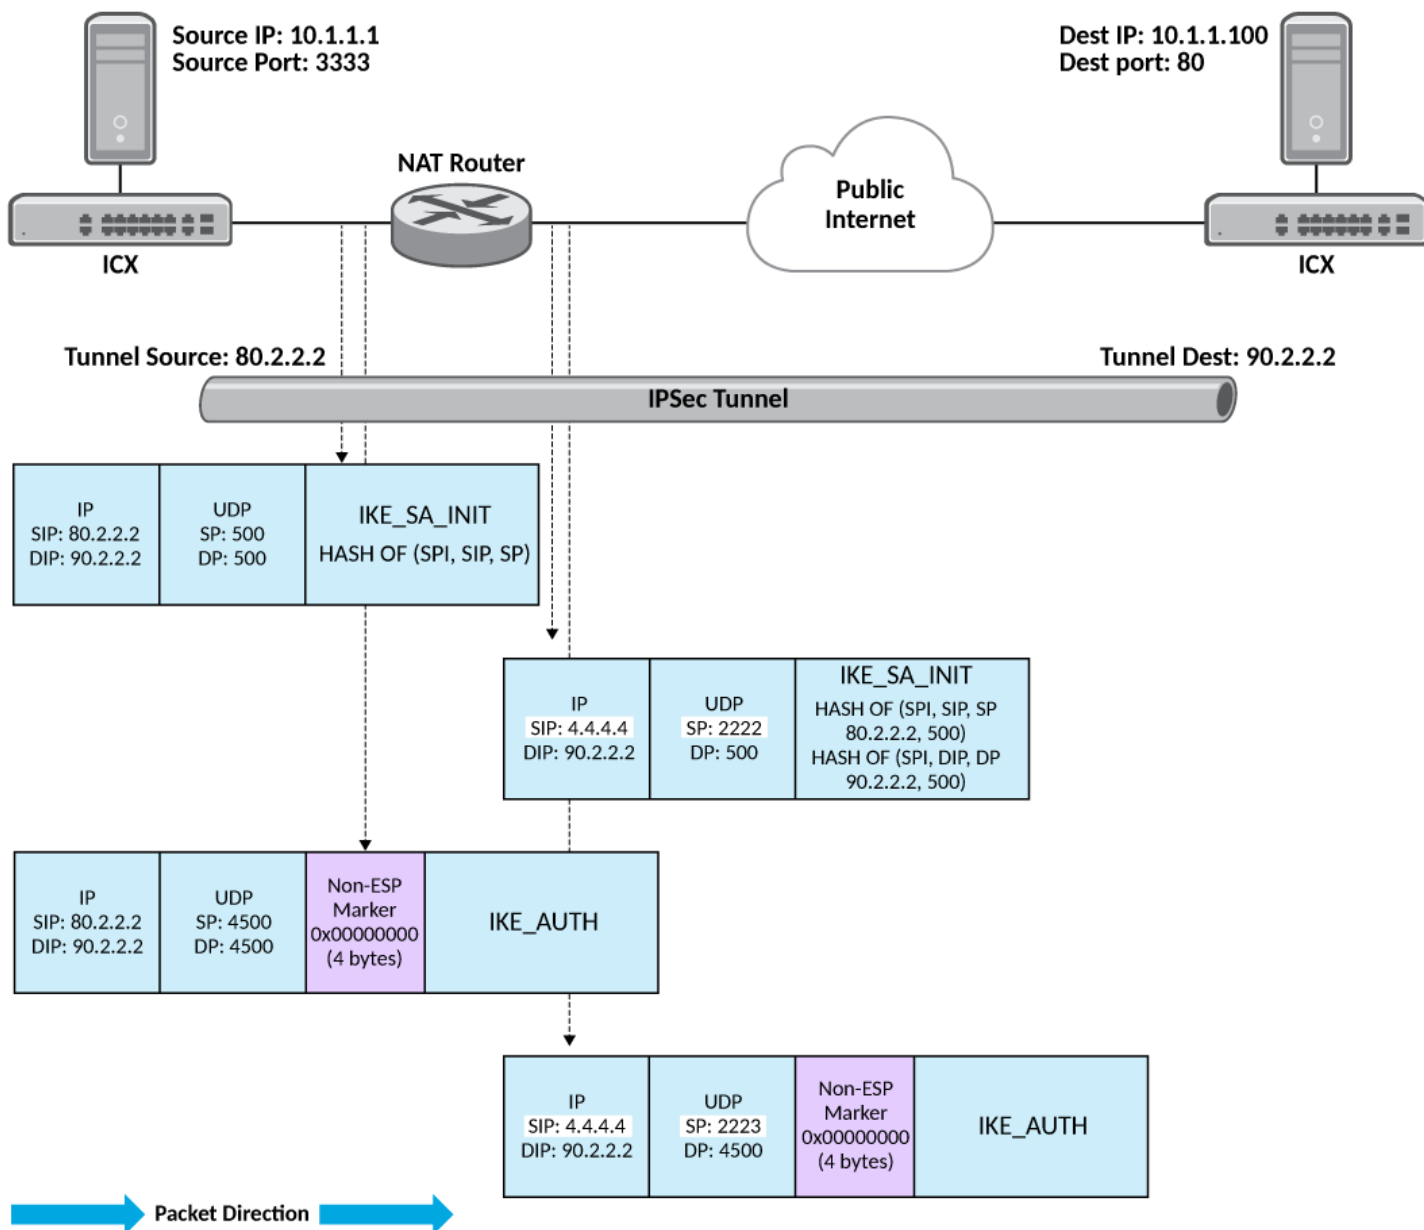 Source IP: 10.1.1.1
Source Port: 3333
Dest IP: 10.1.1.100
Dest port: 80
NAT Router
Public
Internet
ICX
ICX
Tunnel Source: 80.2.2.2
Tunnel Dest: 90.2.2.2
IPSec Tunnel
IP
SIP: 80.2.2.2
DIP: 90.2.2.2
UDP
SP: 500
DP: 500
IKE_SA_INIT
HASH OF (SPI, SIP, SP)
IP
SIP: 4.4.4.4
DIP: 90.2.2.2
UDP
SP: 2222
DP: 500
IKE_SA_INIT
HASH OF (SPI, SIP, SP
80.2.2.2, 500)
HASH OF (SPI, DIP, DP
90.2.2.2, 500)
IP
SIP: 80.2.2.2
DIP: 90.2.2.2
UDP
SP: 4500
DP: 4500
Non-ESP
Marker
0x00000000
(4 bytes)
IKE_AUTH
IP
SIP: 4.4.4.4
DIP: 90.2.2.2
UDP
SP: 2223
DP: 4500
Non-ESP
Marker
0x00000000
(4 bytes)
IKE_AUTH
Packet Direction